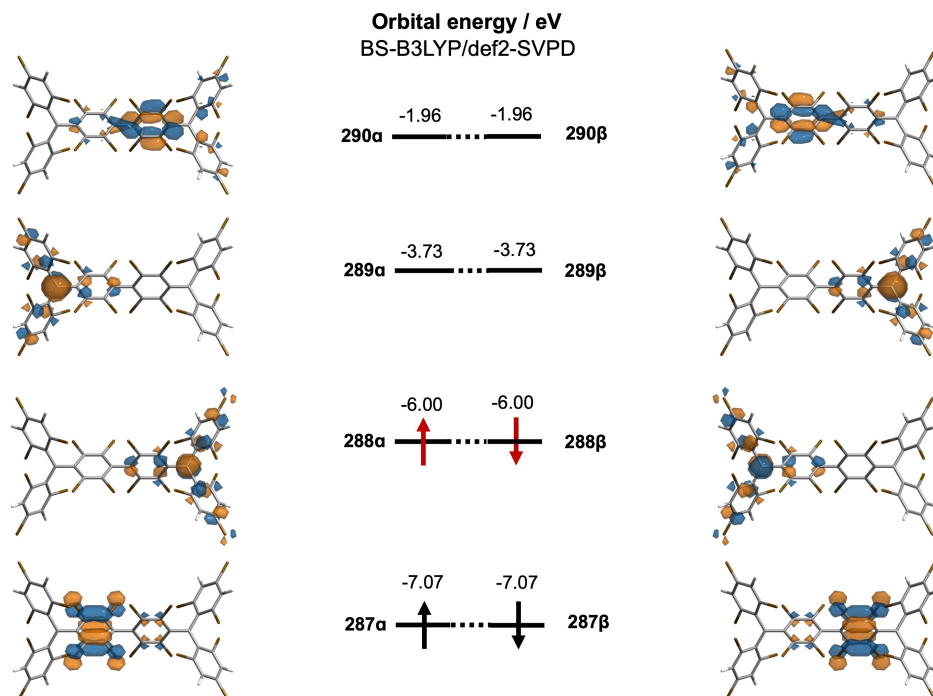 Orbital energy / eV
BS-B3LYP/def2-SVPD
-1.96 -1.96
290α 290β
-3.73 -3.73
289α 289β
-6.00 -6.00
288α 288β
-7.07 -7.07
287α 287β